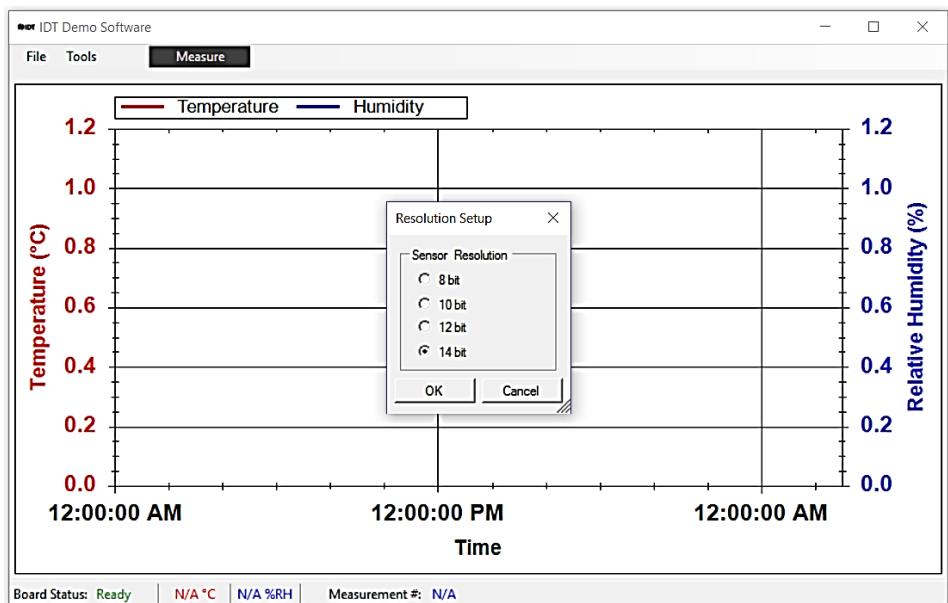 IDT IDT Demo Software
File Tools Measure
Temperature Humidity
1.2 1.2
1.0 1.0
Resolution Setup
0.8 Sensor Resolution 0.8
8 bit
0.6 10 bit 0.6
12 bit
14 bit
0.4 0.4
OK Cancel
0.2 0.2
0.0 0.0
Temperature (°C)
Relative Humidity (%)
12:00:00 AM 12:00:00 PM 12:00:00 AM
Time
Board Status: Ready N/A °C N/A %RH Measurement #: N/A